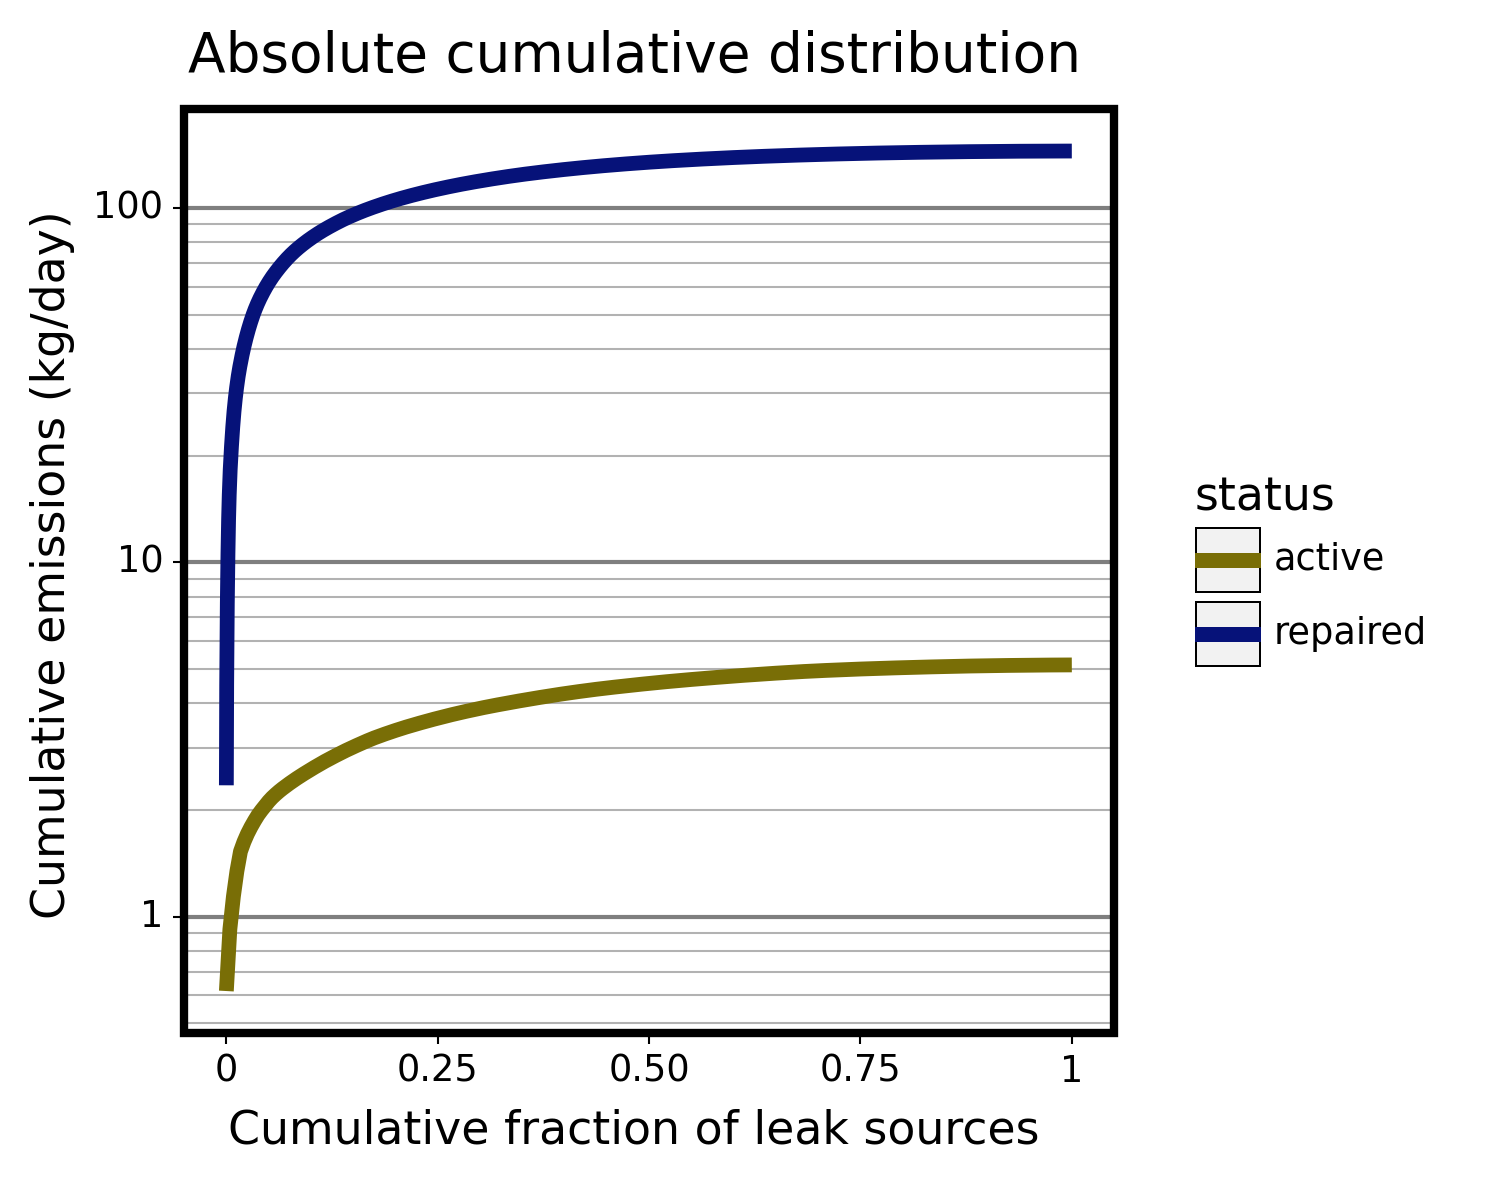 Absolute cumulative distribution
Cumulative emissions (kg/day)
100
10
1
0
0.25
0.50
0.75
1
Cumulative fraction of leak sources
status
active
repaired